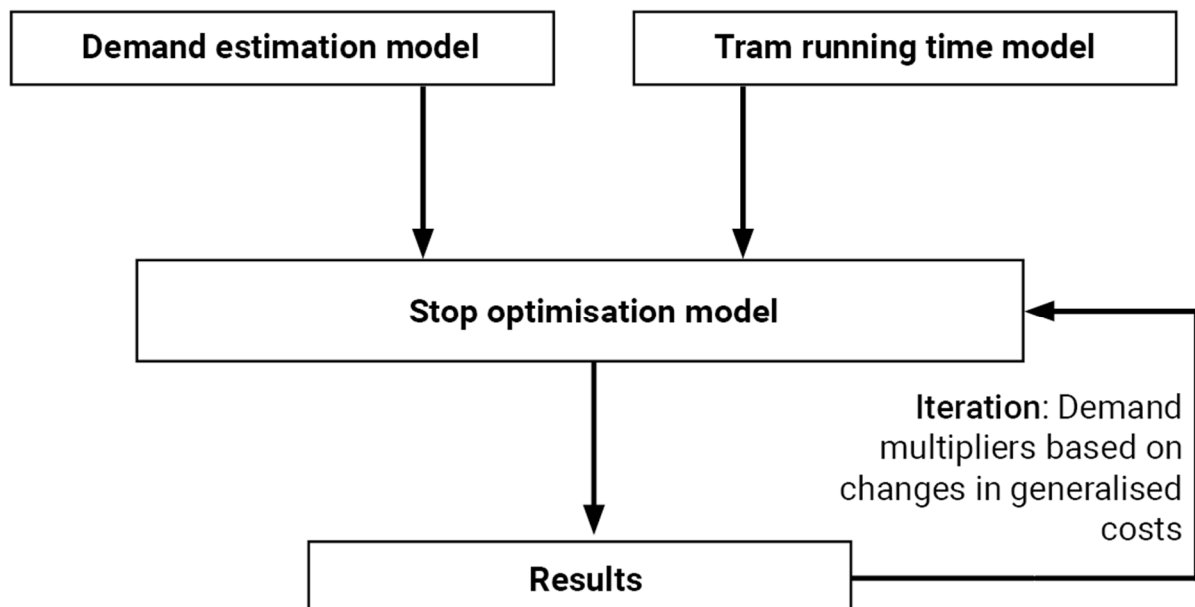 Demand estimation model
Tram running time model
Stop optimisation model
Iteration: Demand
multipliers based on
changes in generalised
costs
Results